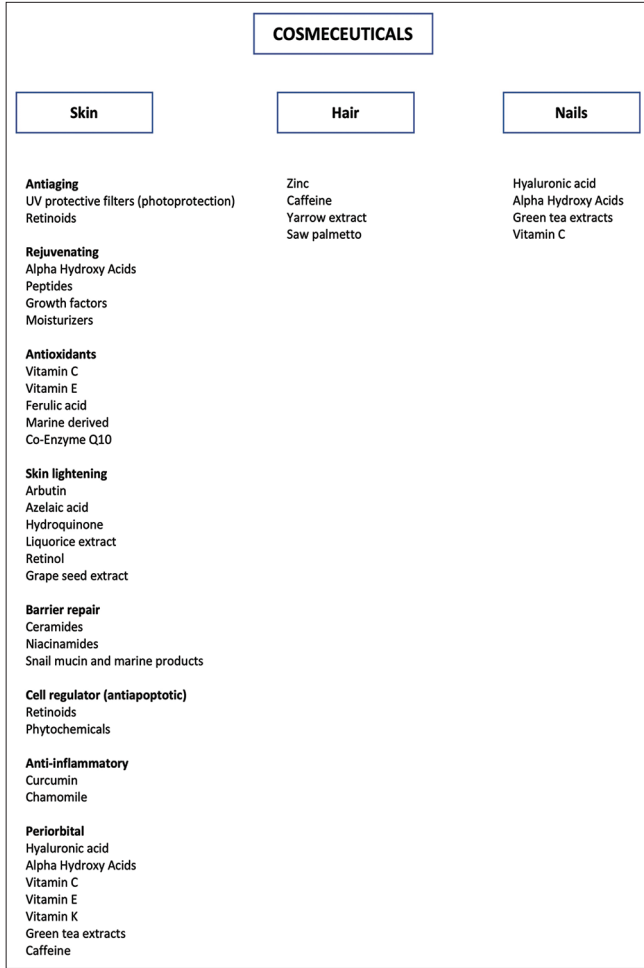 COSMECEUTICALS
Skin
Hair
Nails
Antiaging
UV protective filters (photoprotection)
Retinoids
Rejuvenating
Alpha Hydroxy Acids
Peptides
Growth factors
Moisturizers
Antioxidants
Vitamin C
Vitamin E
Ferulic acid
Marine derived
Co-Enzyme Q10
Skin lightening
Arbutin
Azelaic acid
Hydroquinone
Liquorice extract
Retinol
Grape seed extract
Barrier repair
Ceramides
Niacinamides
Snail mucin and marine products
Cell regulator (antiapoptotic)
Retinoids
Phytochemicals
Anti-inflammatory
Curcumin
Chamomile
Periorbital
Hyaluronic acid
Alpha Hydroxy Acids
Vitamin C
Vitamin E
Vitamin K
Green tea extracts
Caffeine
Zinc
Caffeine
Yarrow extract
Saw palmetto
Hyaluronic acid
Alpha Hydroxy Acids
Green tea extracts
Vitamin C